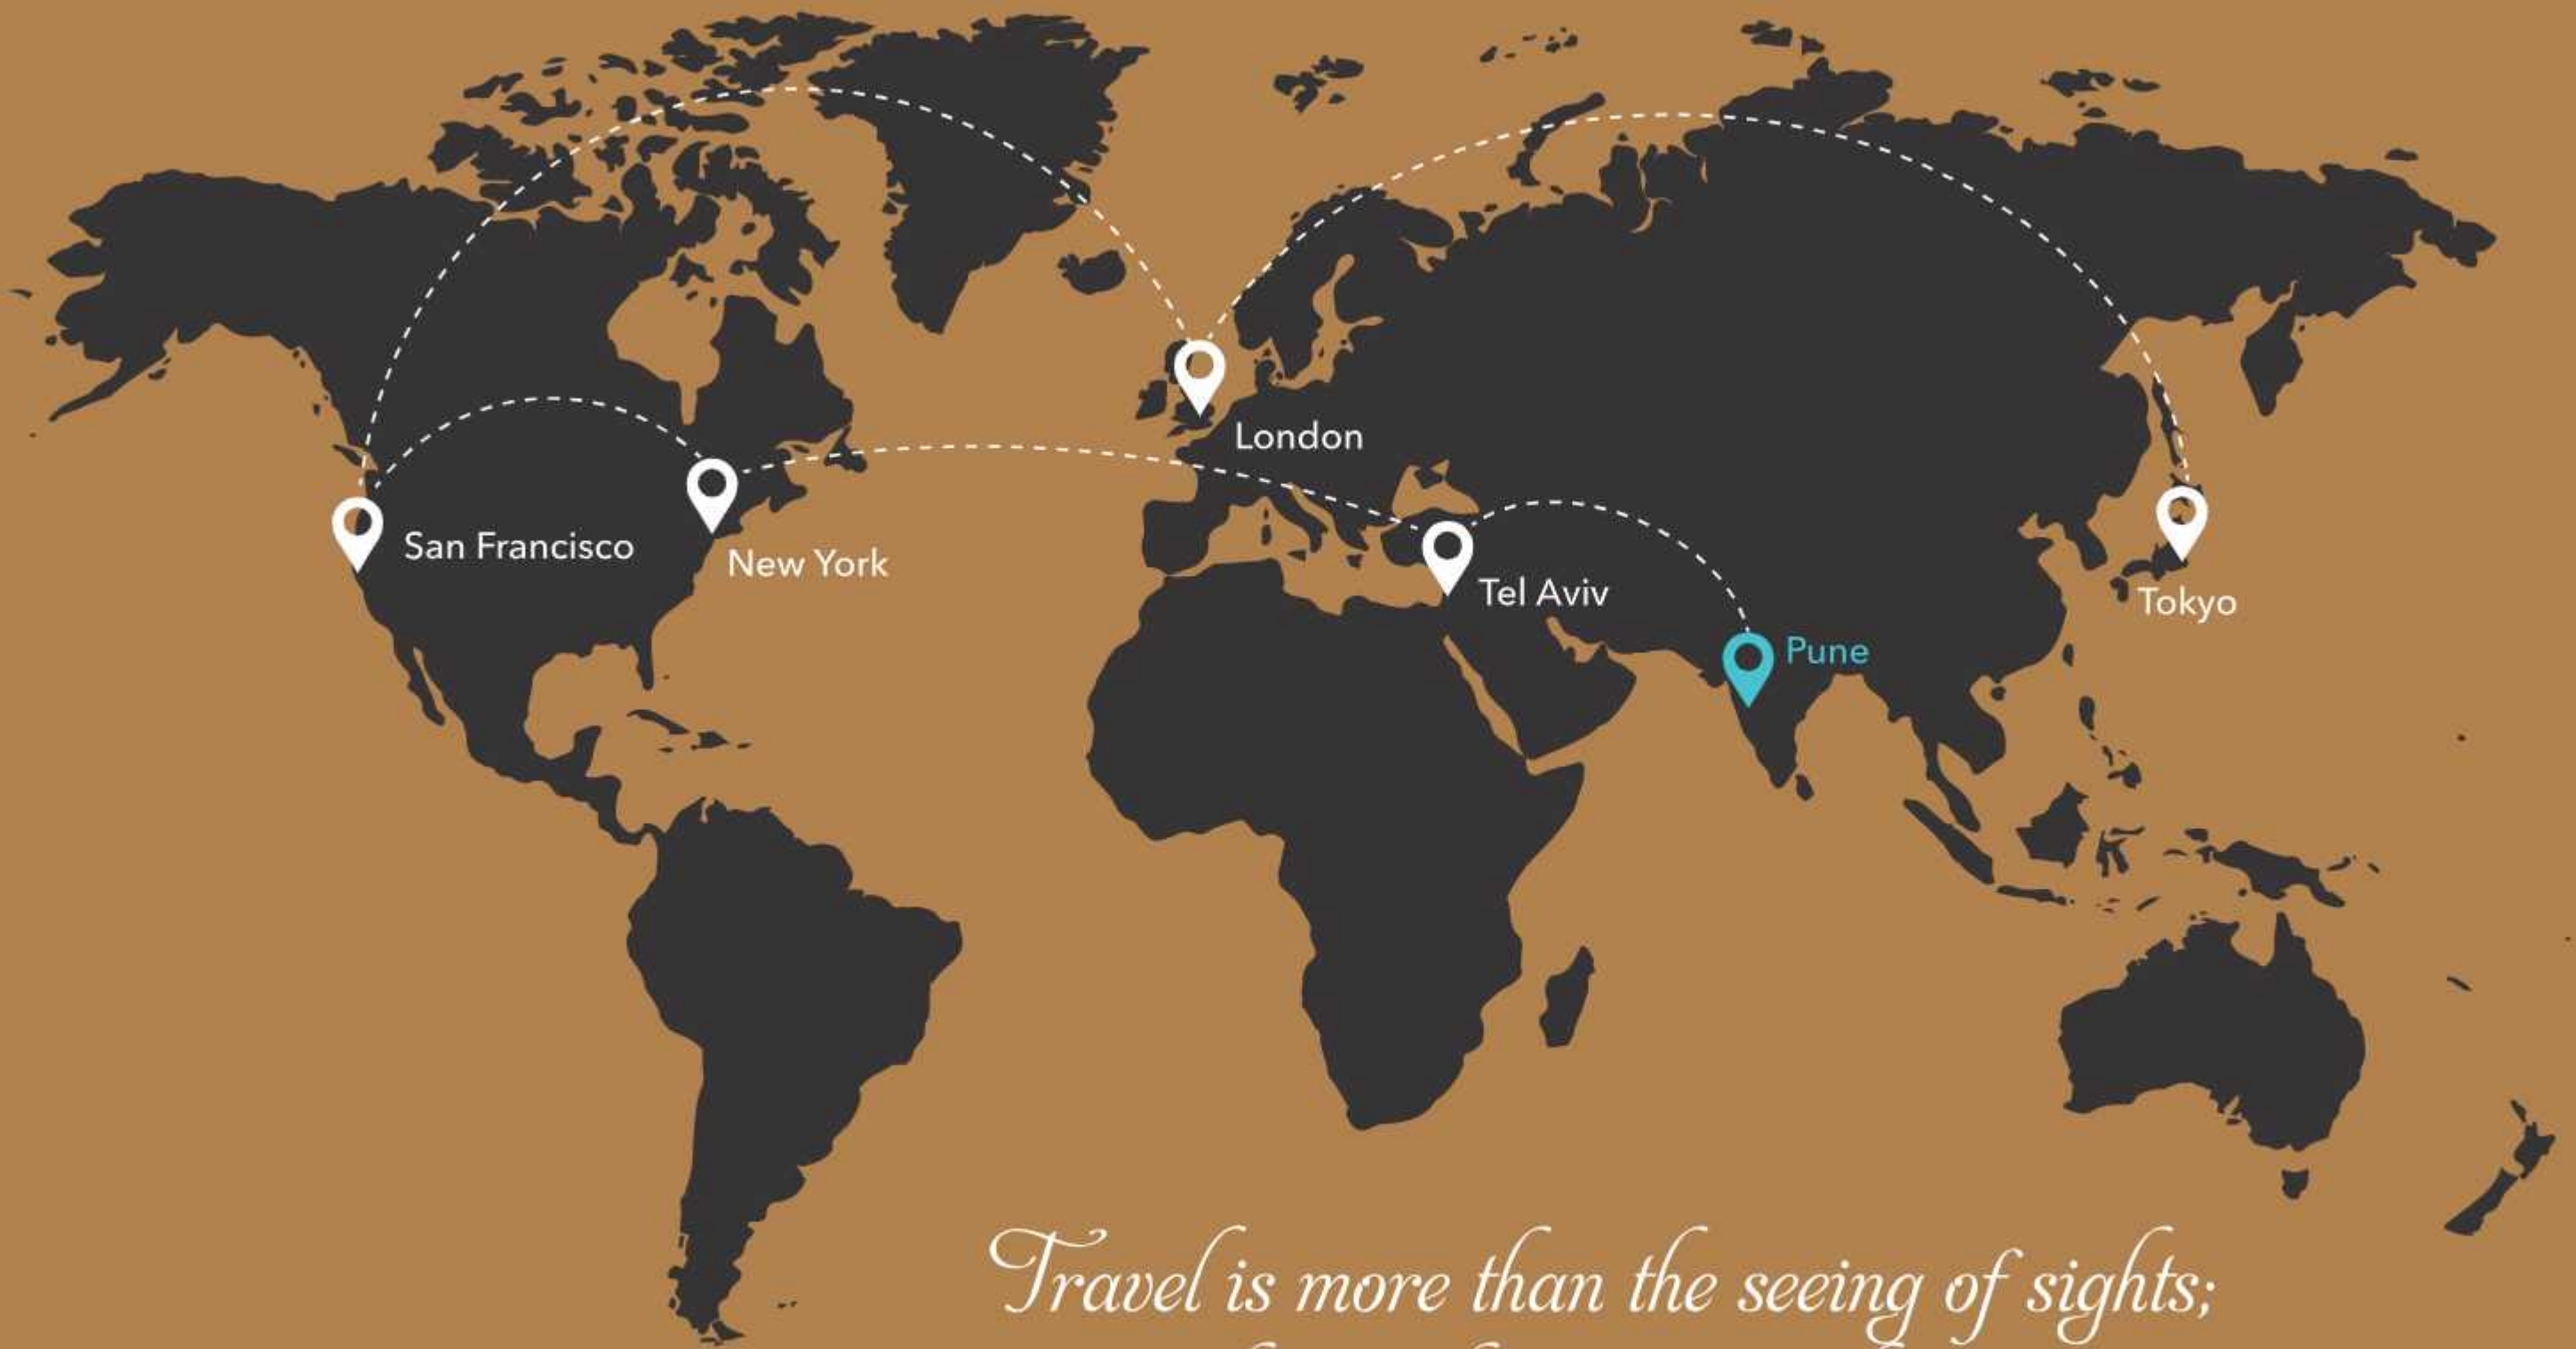 London
San Francisco
New York
Tel Aviv
Tokyo
Pune
Travel is more than the seeing of sights;